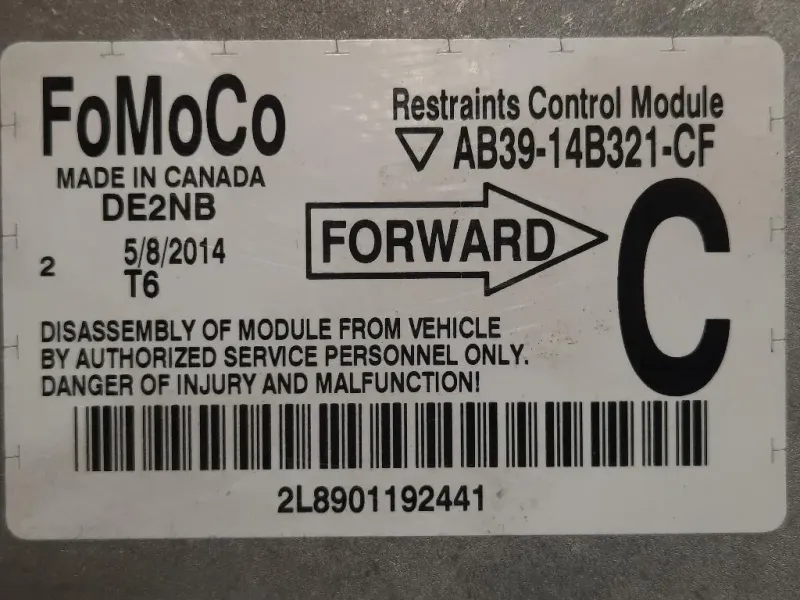 FoMoCo
MADE IN CANADA
DE2NB
2 5/8/2014
T6
Restraints Control Module
AB39-14B321-CF
FORWARD
C
DISASSEMBLY OF MODULE FROM VEHICLE
BY AUTHORIZED SERVICE PERSONNEL ONLY.
DANGER OF INJURY AND MALFUNCTION!
2L8901192441